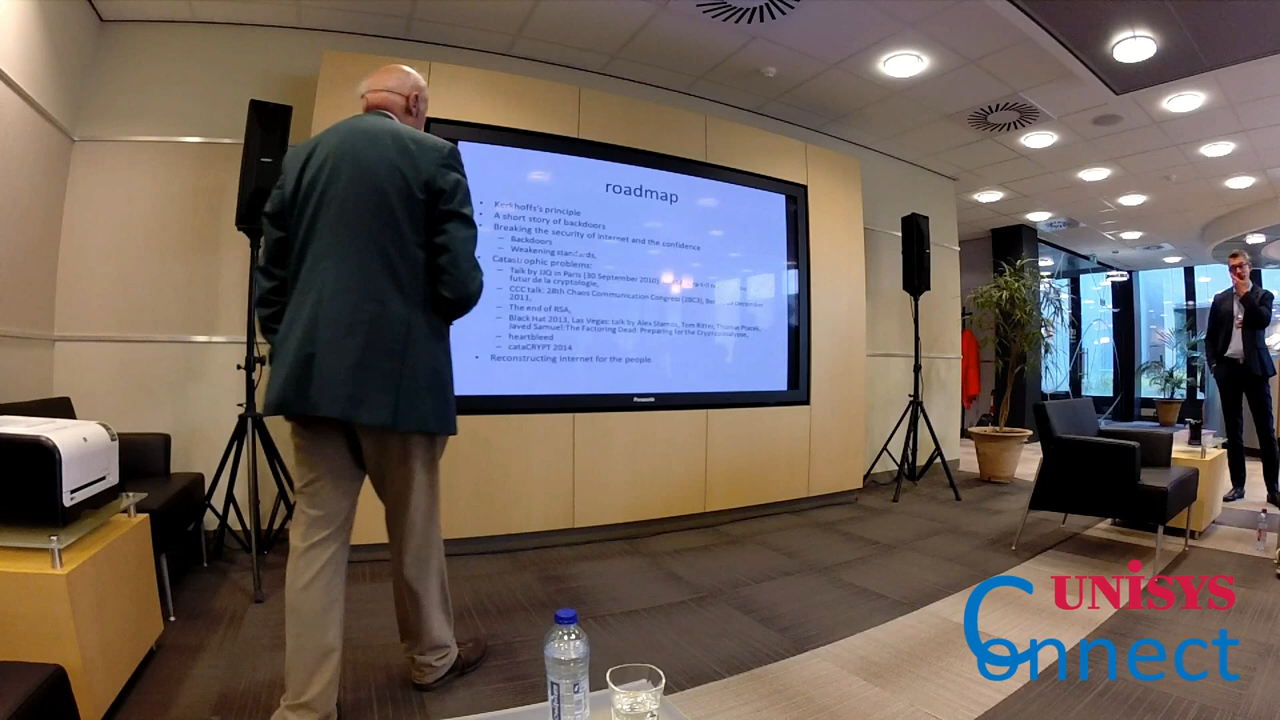 roadmap
• Kerkhoffs's principle
• A short story of backdoors
• Breaking the security of internet and the confidence
– Backdoors
– Weakening standards,
• Catastrophic problems:
– Talk by JJQ in Paris (30 September 2010)
futur de la cryptologie,
– CCC talk: 28th Chaos Communication Congress (28C3), December
2011,
– The end of RSA,
– Black Hat 2013, Las Vegas: talk by Alex Stamos, Tom Ritter, Thomas Ptacek,
Javed Samuel: The Factoring Dead: Preparing for the Cryptopocalypse,
– heartbleed
– cataCRYPT 2014
• Reconstructing internet for the people.
Panasonic
UNISYS
Connect